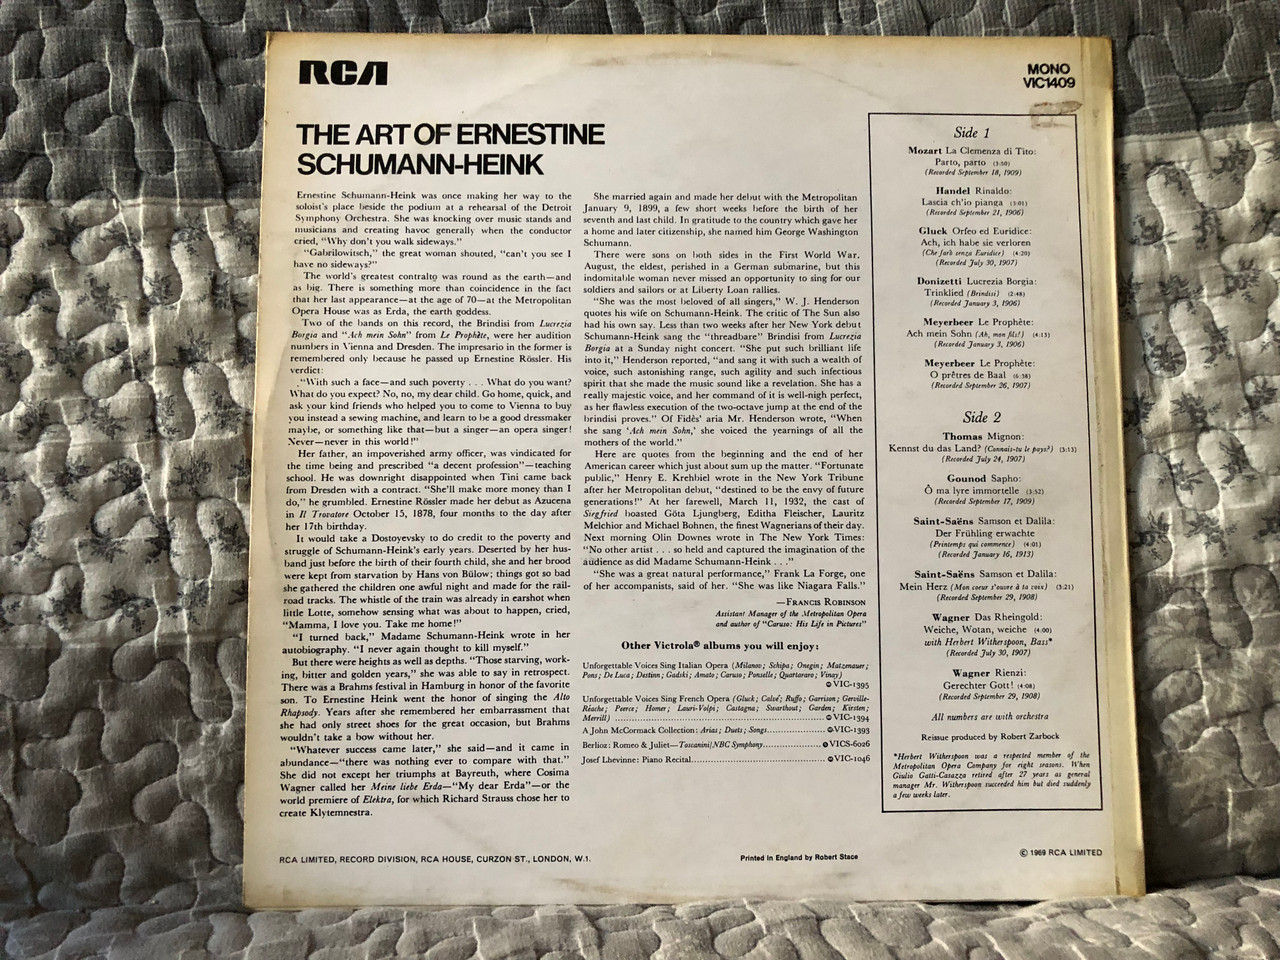 RCA
MONO
VIC1409
THE ART OF ERNESTINE
SCHUMANN-HEINK
Ernestine Schumann-Heink was once making her way to the
soloist's place beside the podium at a rehearsal of the Detroit
Symphony Orchestra. She was knocking over music stands and
musicians and creating havoc generally when the conductor
cried, "Why don't you walk sideways."
"Gabrilowitsch," the great woman shouted, "can't you see I
have no sideways?"
The world's greatest contralto was round as the earth—and
as big. There is something more than coincidence in the fact
that her last appearance—at the age of 70—at the Metropolitan
Opera House was as Erda, the earth goddess.
Two of the bands on this record, the Brindisi from Lucrezia
Borgia and "Ach mein Sohn" from Le Prophète, were her audition
numbers in Vienna and Dresden. The impresario in the former is
remembered only because he passed up Ernestine Rössler. His
verdict:
"With such a face—and such poverty . . . What do you want?
What do you expect? No, no, my dear child. Go home, quick, and
ask your kind friends who helped you to come to Vienna to buy
you instead a sewing machine, and learn to be a good dressmaker
maybe, or something like that—but a singer—an opera singer!
Never—never in this world!"
Her father, an impoverished army officer, was vindicated for
the time being and prescribed "a decent profession"—teaching
school. He was downright disappointed when Tini came back
from Dresden with a contract. "She'll make more money than I
do," he grumbled. Ernestine Rössler made her debut as Azucena
in Il Trovatore October 15, 1878, four months to the day after
her 17th birthday.
It would take a Dostoyevsky to do credit to the poverty and
struggle of Schumann-Heink's early years. Deserted by her hus-
band just before the birth of their fourth child, she and her brood
were kept from starvation by Hans von Bülow; things got so bad
she gathered the children one awful night and made for the rail-
road tracks. The whistle of the train was already in earshot when
little Lotte, somehow sensing what was about to happen, cried,
"Mamma, I love you. Take me home!"
"I turned back," Madame Schumann-Heink wrote in her
autobiography. "I never again thought to kill myself."
But there were heights as well as depths. "Those starving, work-
ing, bitter and golden years," she was able to say in retrospect.
There was a Brahms festival in Hamburg in honor of the favorite
son. To Ernestine Heink went the honor of singing the Alto
Rhapsody. Years after she remembered her embarrassment that
she had only street shoes for the great occasion, but Brahms
wouldn't take a bow without her.
"Whatever success came later," she said—and it came in
abundance—"there was nothing ever to compare with that."
She did not except her triumphs at Bayreuth, where Cosima
Wagner called her Meine liebe Erda—"My dear Erda"—or the
world premiere of Elektra, for which Richard Strauss chose her to
create Klytemnestra.
She married again and made her debut with the Metropolitan
January 9, 1899, a few short weeks before the birth of her
seventh and last child. In gratitude to the country which gave her
a home and later citizenship, she named him George Washington
Schumann.
There were sons on both sides in the First World War.
August, the eldest, perished in a German submarine, but this
indomitable woman never missed an opportunity to sing for our
soldiers and sailors or at Liberty Loan rallies.
"She was the most beloved of all singers," W. J. Henderson
quotes his wife on Schumann-Heink. The critic of The Sun also
had his own say. Less than two weeks after her New York debut
Schumann-Heink sang the "threadbare" Brindisi from Lucrezia
Borgia at a Sunday night concert. "She put such brilliant life
into it," Henderson reported, "and sang it with such a wealth of
voice, such astonishing range, such agility and such infectious
spirit that she made the music sound like a revelation. She has a
really majestic voice, and her command of it is well-nigh perfect,
as her flawless execution of the two-octave jump at the end of the
brindisi proves." Of Fidès' aria Mr. Henderson wrote, "When
she sang 'Ach mein Sohn,' she voiced the yearnings of all the
mothers of the world."
Here are quotes from the beginning and the end of her
American career which just about sum up the matter. "Fortunate
public," Henry E. Krehbiel wrote in the New York Tribune
after her Metropolitan debut, "destined to be the envy of future
generations!" At her farewell, March 11, 1932, the cast of
Siegfried boasted Göta Ljungberg, Editha Fleischer, Lauritz
Melchior and Michael Bohnen, the finest Wagnerians of their day.
Next morning Olin Downes wrote in The New York Times:
"No other artist . . . so held and captured the imagination of the
audience as did Madame Schumann-Heink . . ."
"She was a great natural performance," Frank La Forge, one
of her accompanists, said of her. "She was like Niagara Falls."
—FRANCIS ROBINSON
Assistant Manager of the Metropolitan Opera
and author of "Caruso: His Life in Pictures"
Other Victrola® albums you will enjoy:
Unforgettable Voices Sing Italian Opera (Milanov; Schipa; Onegin; Matzenauer;
Pons; De Luca; Destinn; Gadski; Amato; Caruso; Ponselle; Quartararo; Vinay)
VIC-1395
Unforgettable Voices Sing French Opera (Gluck; Calvé; Ruffo; Garrison; Gerville-
Réache; Peerce; Homer; Lauri-Volpi; Castagna; Swarthout; Garden; Kirsten;
Merrill) ........ VIC-1394
A John McCormack Collection: Arias; Duets; Songs........ VIC-1393
Berlioz: Romeo & Juliet—Toscanini/NBC Symphony........ VICS-6026
Josef Lhevinne: Piano Recital........ VIC-1046
Side 1
Mozart La Clemenza di Tito:
Parto, parto (5:50)
(Recorded September 18, 1909)
Handel Rinaldo:
Lascia ch'io pianga (3:01)
(Recorded September 21, 1906)
Gluck Orfeo ed Euridice:
Ach, ich habe sie verloren
(Che farò senza Euridice) (4:20)
(Recorded July 30, 1907)
Donizetti Lucrezia Borgia:
Trinklied (Brindisi) (2:48)
(Recorded January 3, 1906)
Meyerbeer Le Prophète:
Ach mein Sohn (Ah, mon fils!) (4:15)
(Recorded January 3, 1906)
Meyerbeer Le Prophète:
O prêtres de Baal (6:38)
(Recorded September 26, 1907)
Side 2
Thomas Mignon:
Kennst du das Land? (Connais-tu le pays?) (3:13)
(Recorded July 24, 1907)
Gounod Sapho:
Ô ma lyre immortelle (3:52)
(Recorded September 17, 1909)
Saint-Saëns Samson et Dalila:
Der Frühling erwachte
(Printemps qui commence) (4:01)
(Recorded January 16, 1913)
Saint-Saëns Samson et Dalila:
Mein Herz (Mon coeur s'ouvre à ta voix) (3:21)
(Recorded September 29, 1908)
Wagner Das Rheingold:
Weiche, Wotan, weiche (4:00)
with Herbert Witherspoon, Bass*
(Recorded July 30, 1907)
Wagner Rienzi:
Gerechter Gott! (4:08)
(Recorded September 29, 1908)
All numbers are with orchestra
Reissue produced by Robert Zarbock
*Herbert Witherspoon was a respected member of the
Metropolitan Opera Company for eight seasons. When
Giulio Gatti-Casazza retired after 27 years as general
manager Mr. Witherspoon succeeded him but died suddenly
a few weeks later.
RCA LIMITED, RECORD DIVISION, RCA HOUSE, CURZON ST., LONDON, W.1.
Printed in England by Robert Stace
© 1969 RCA LIMITED